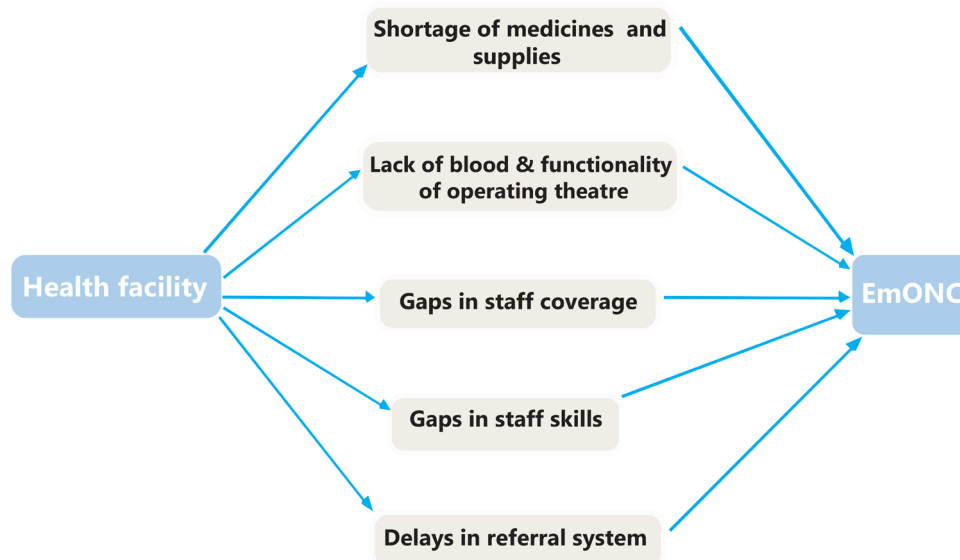 Shortage of medicines and
supplies
Lack of blood & functionality
of operating theatre
Health facility
Gaps in staff coverage
EmONC
Gaps in staff skills
Delays in referral system